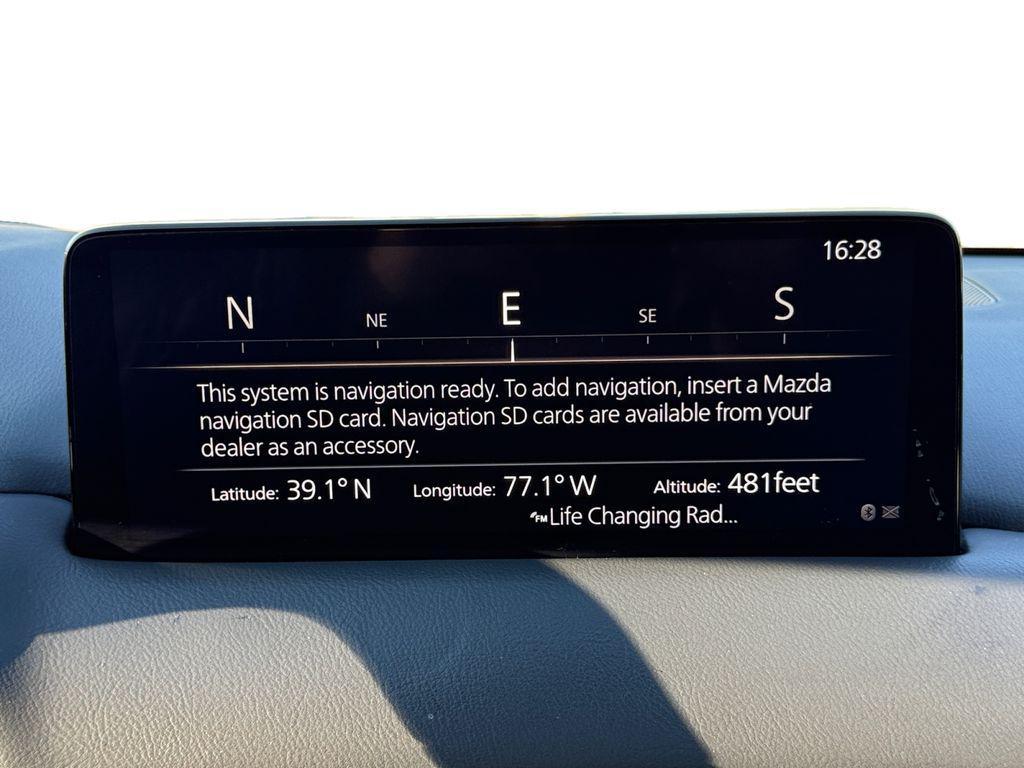 16:28
N NE E SE S
This system is navigation ready. To add navigation, insert a Mazda
navigation SD card. Navigation SD cards are available from your
dealer as an accessory.
Latitude: 39.1° N Longitude: 77.1° W Altitude: 481feet
FM Life Changing Rad...